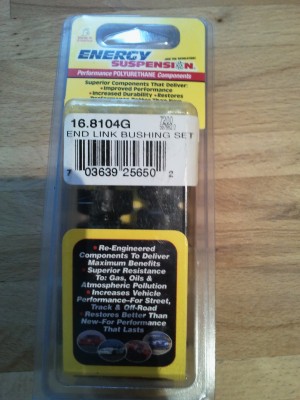 ENERGY
SUSPENSION
Performance POLYURETHANE Components
Superior Components That Deliver:
• Improved Performance
• Increased Durability • Restores
16.8104G
END LINK BUSHING SET
7 03639 25650
• Re-Engineered
Components To Deliver
Maximum Benefits
• Superior Resistance
To: Gas, Oils &
Atmospheric Pollution
• Increases Vehicle
Performance-For Street,
Track & Off-Road
• Restores Better Than
New-For Performance
That Lasts